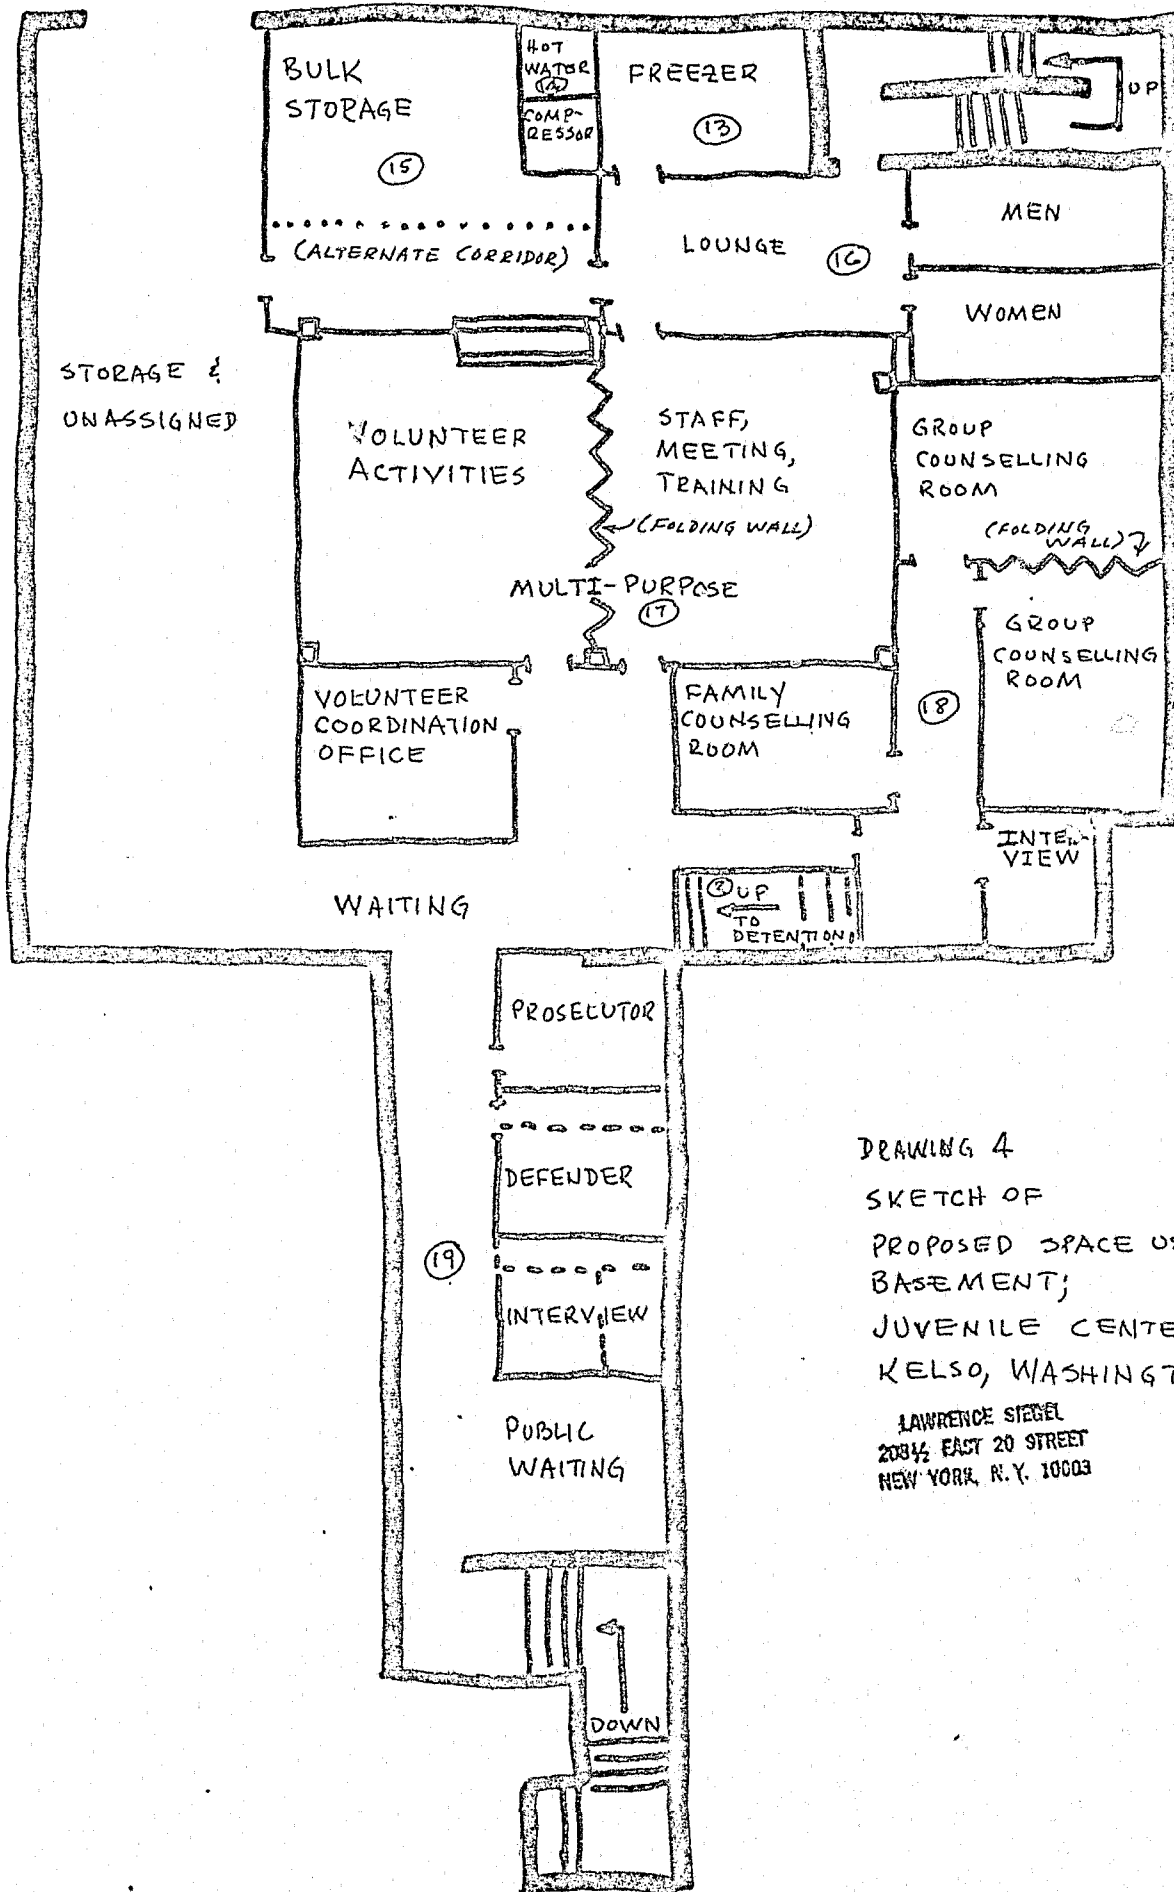 BULK
STORAGE
15
HOT
WATOR
14
COMP-
RESSOR
FREEZER
13
UP
(ALTERNATE CORRIDOR)
LOUNGE
16
MEN
WOMEN
STORAGE &
UNASSIGNED
VOLUNTEER
ACTIVITIES
STAFF,
MEETING,
TRAINING
(FOLDING WALL)
MULTI-PURPOSE
17
GROUP
COUNSELLING
ROOM
(FOLDING
WALL)
GROUP
COUNSELLING
ROOM
VOLUNTEER
COORDINATION
OFFICE
FAMILY
COUNSELLING
ROOM
18
INTER-
VIEW
WAITING
UP
TO
DETENTION
PROSECUTOR
DEFENDER
19
INTERVIEW
PUBLIC
WAITING
DOWN
DRAWING 4
SKETCH OF
PROPOSED SPACE
BASEMENT;
JUVENILE CENTE
KELSO, WASHINGT
LAWRENCE SIEGEL
208½ EAST 20 STREET
NEW YORK, N.Y. 10003